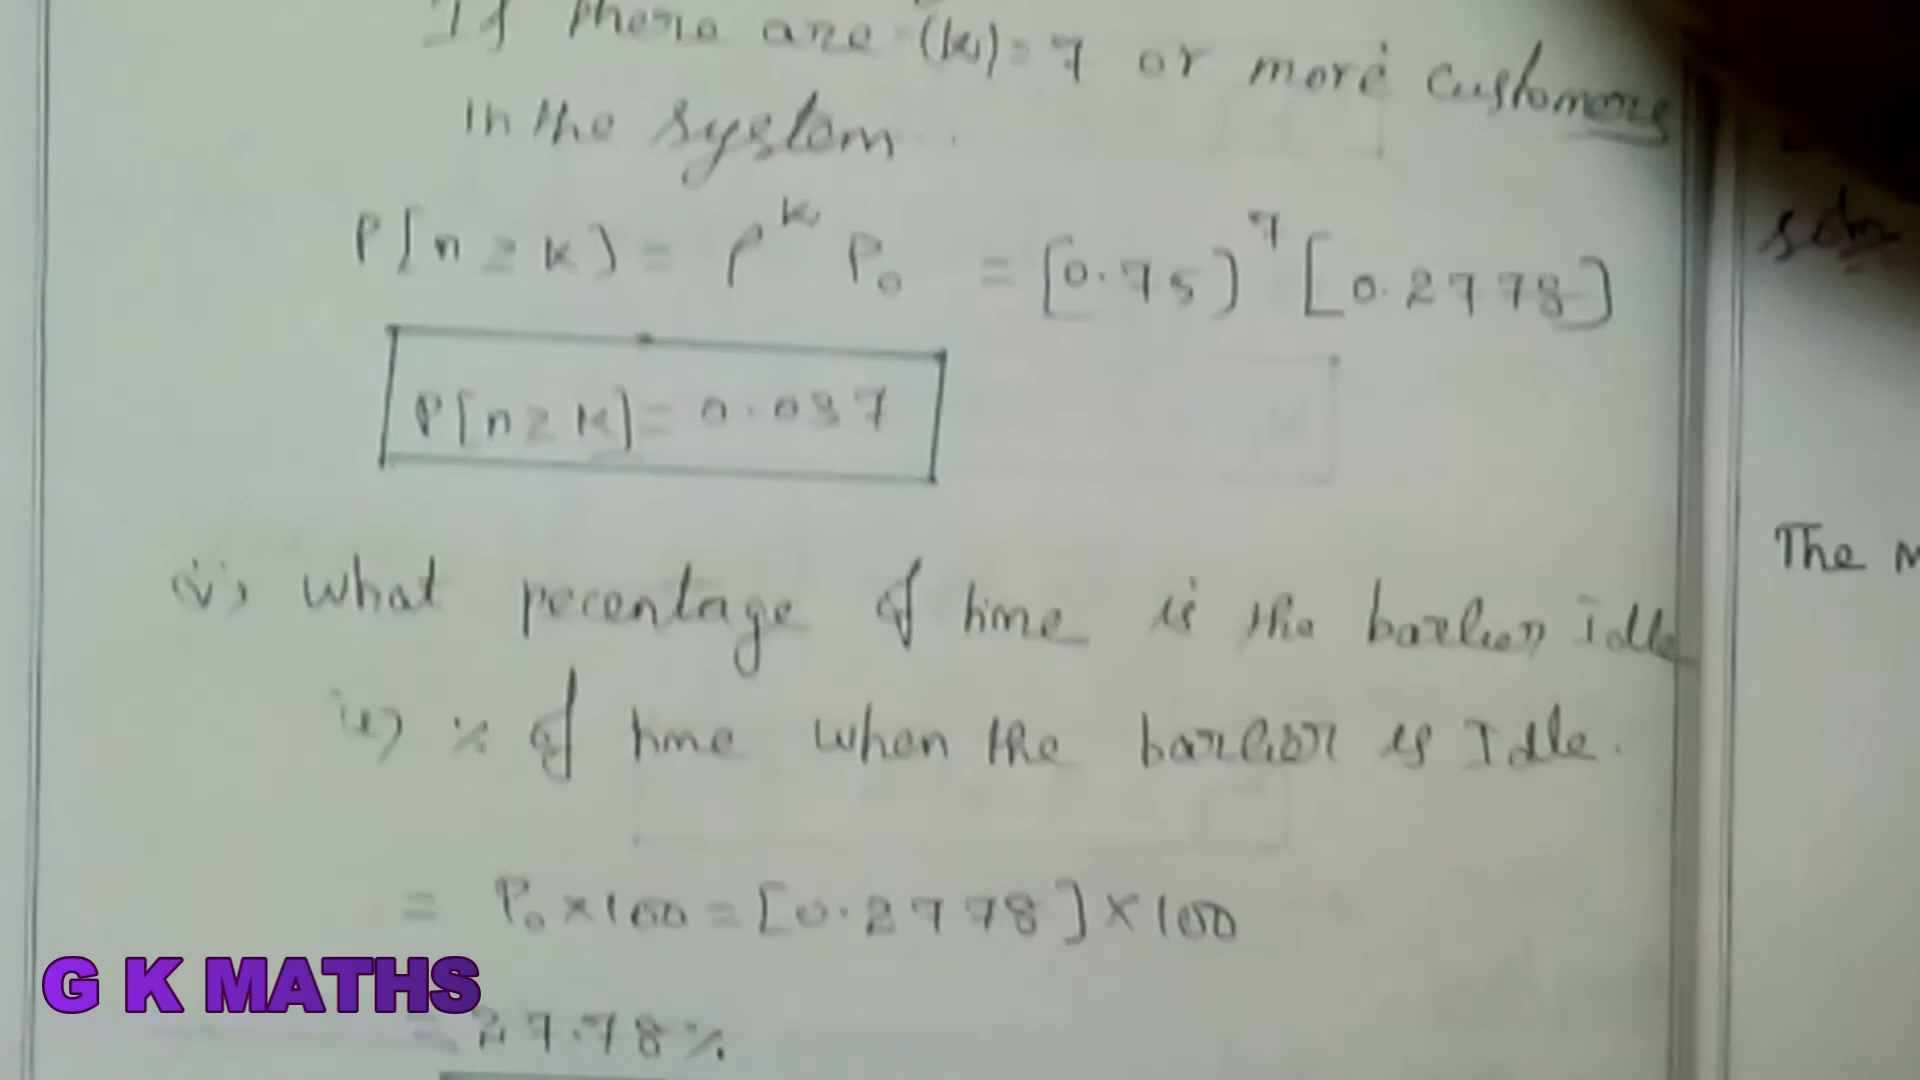 If there are (k)=7 or more customers
in the system.
P[n ≥ k] = ρ^k P₀ = [0.75]^7 [0.2778]
P[n ≥ k] = 0.037
(v) what pecentage of time is the barber Idle
ie) % of time when the barber is Idle.
= P₀ × 100 = [0.2778] × 100
= 27.78%
G K MATHS
soln
The